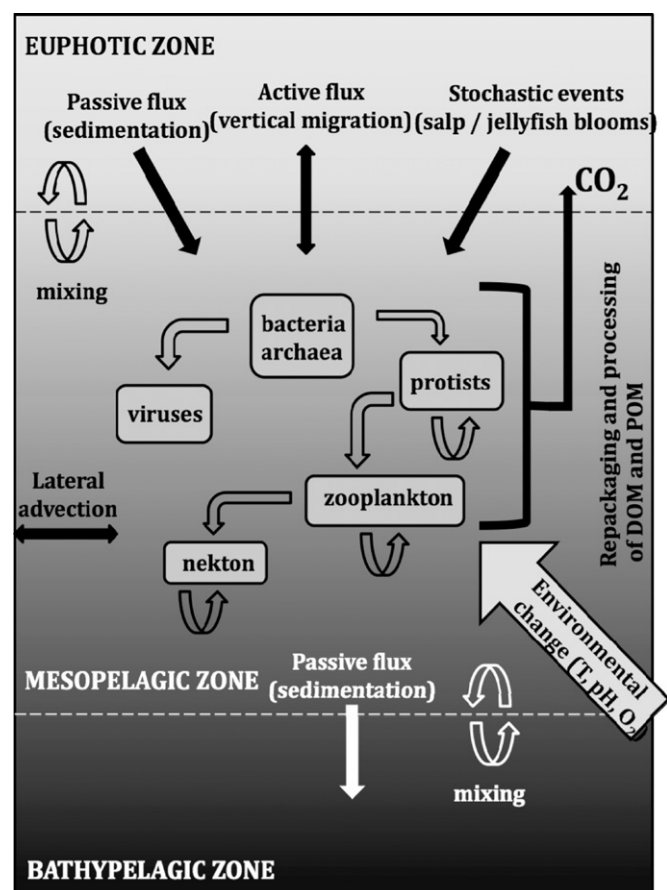 EUPHOTIC ZONE
Passive flux
(sedimentation)
Active flux
(vertical migration)
Stochastic events
(salp / jellyfish blooms)
CO₂
mixing
bacteria
archaea
protists
viruses
Repackaging and processing
of DOM and POM
Lateral
advection
zooplankton
nekton
Environmental
change (T, pH, O₂)
MESOPELAGIC ZONE
Passive flux
(sedimentation)
mixing
BATHYPELAGIC ZONE